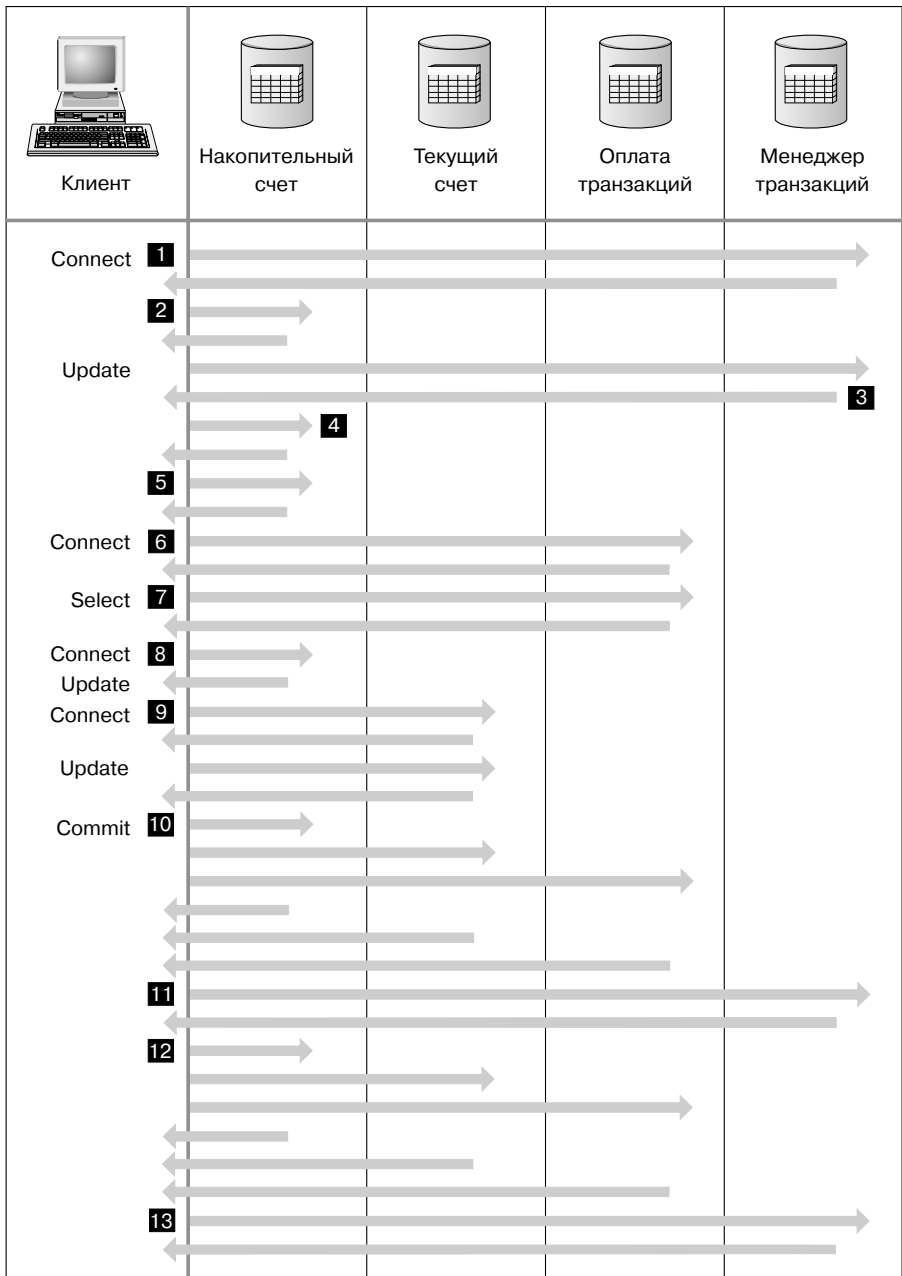 Клиент
Накопительный
счет
Текущий
счет
Оплата
транзакций
Менеджер
транзакций
Connect 1
2
Update
3
4
5
Connect 6
Select 7
Connect 8
Update
Connect 9
Update
Commit 10
11
12
13